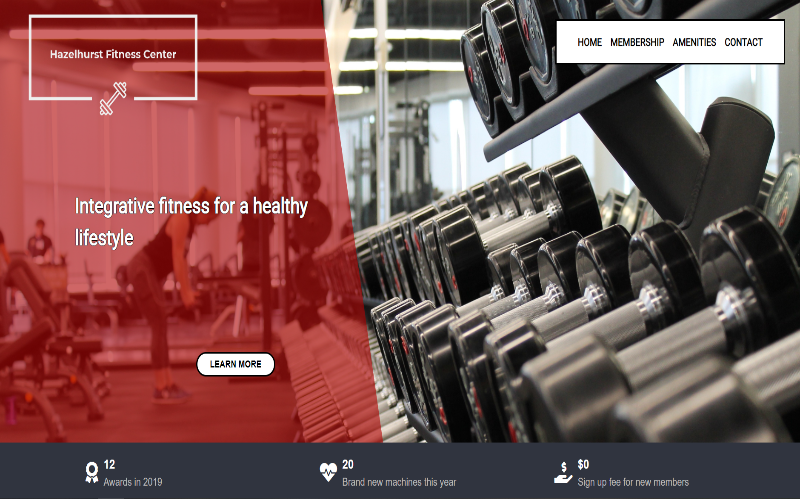 Hazelhurst Fitness Center
HOME MEMBERSHIP AMENITIES CONTACT
Integrative fitness for a healthy
lifestyle
LEARN MORE
12
Awards in 2019
20
Brand new machines this year
$0
Sign up fee for new members